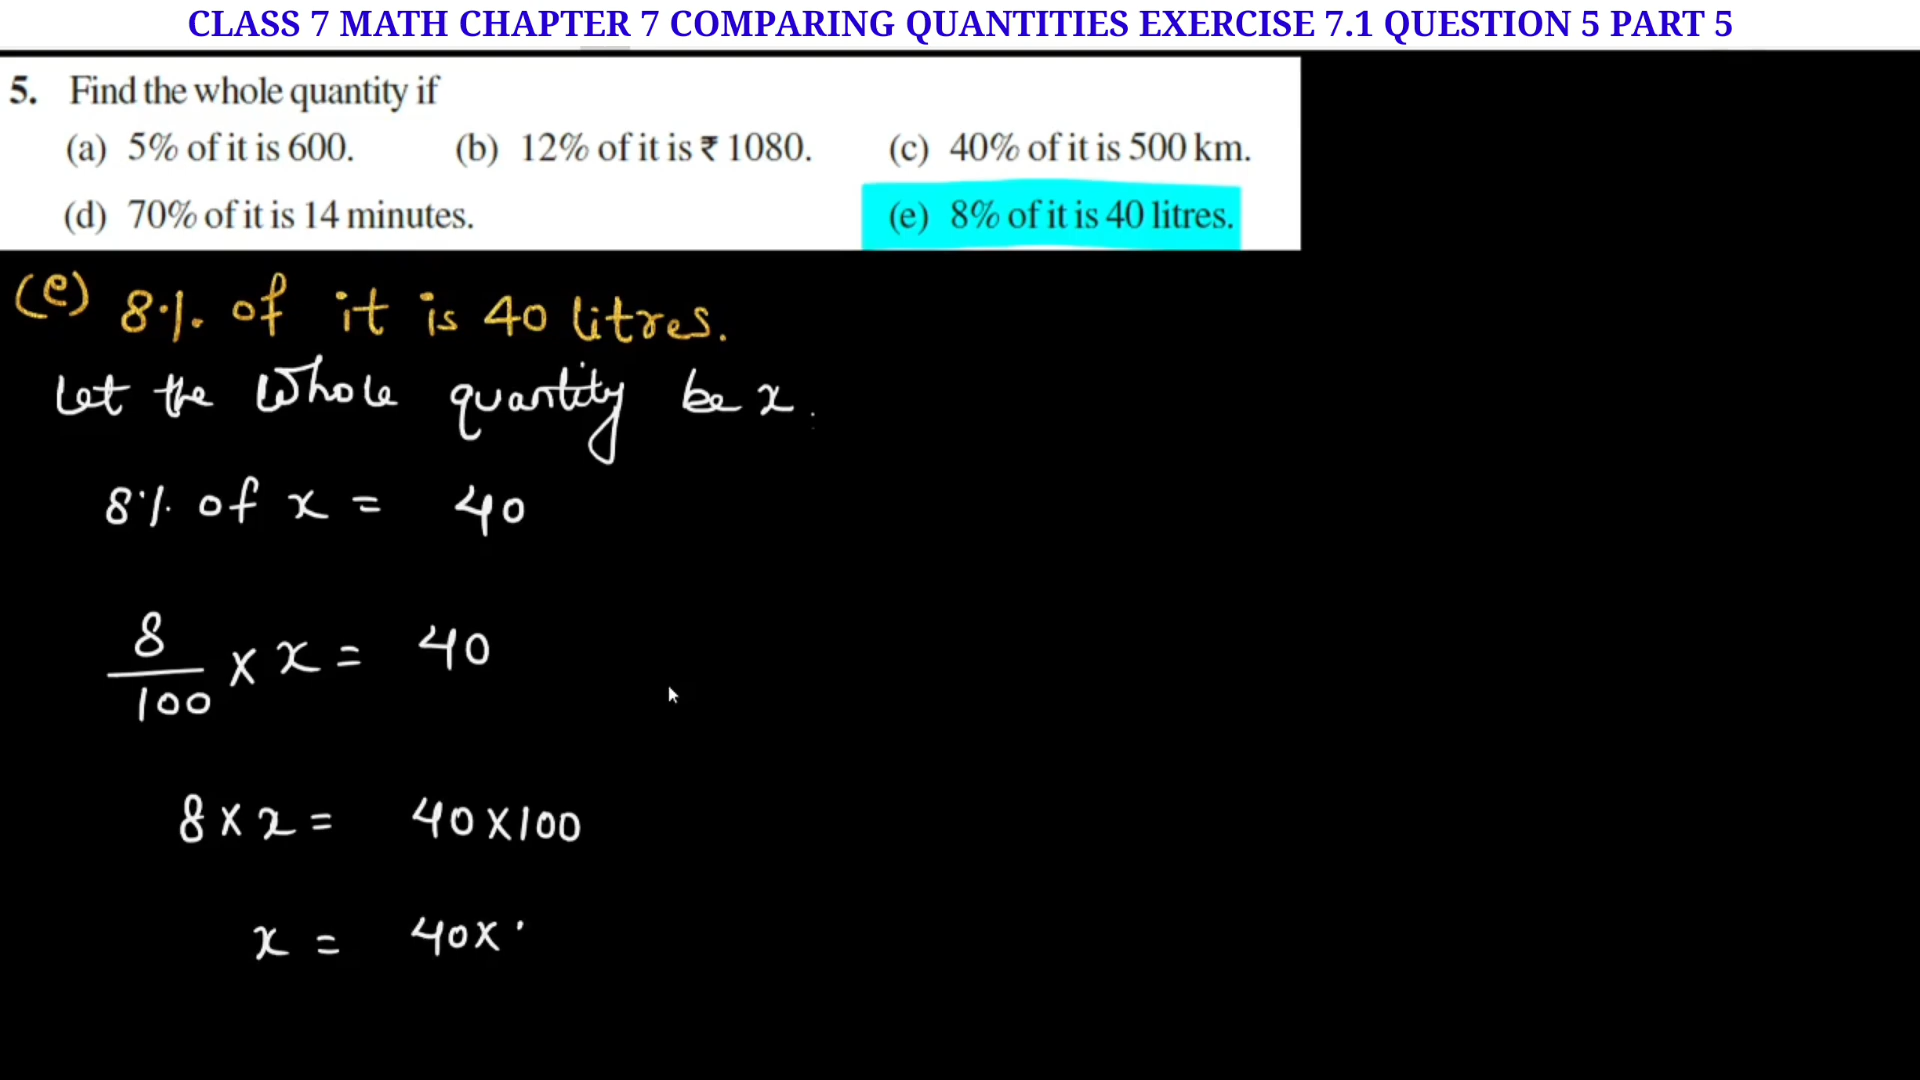 CLASS 7 MATH CHAPTER 7 COMPARING QUANTITIES EXERCISE 7.1 QUESTION 5 PART 5
5. Find the whole quantity if
(a) 5% of it is 600. (b) 12% of it is ₹ 1080. (c) 40% of it is 500 km.
(d) 70% of it is 14 minutes. (e) 8% of it is 40 litres.
(e) 8% of it is 40 litres.
Let the whole quantity be x.
8% of x = 40
8/100 × x = 40
8 × x = 40 × 100
x = 40 ×